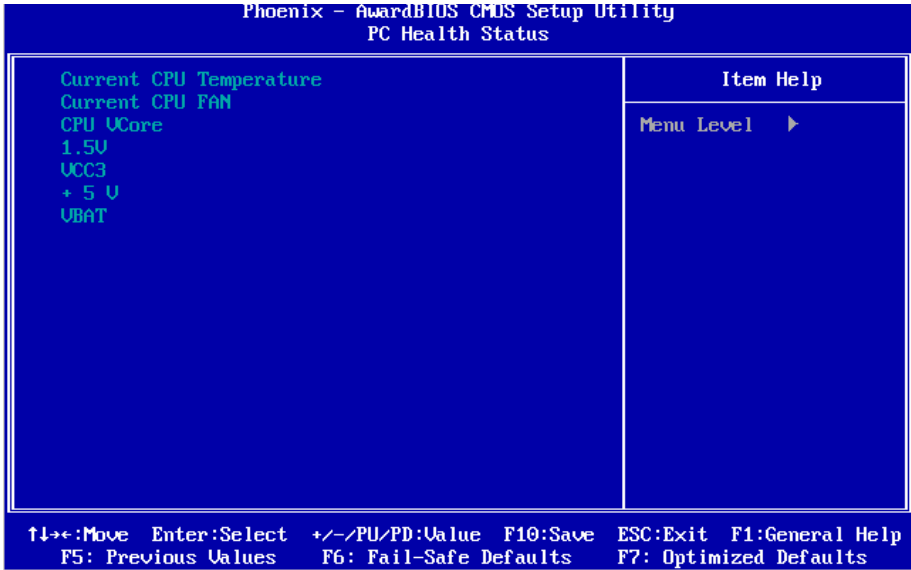 Phoenix - AwardBIOS CMOS Setup Utility
PC Health Status
Current CPU Temperature
Current CPU FAN
CPU VCore
1.5V
VCC3
+ 5 V
VBAT
Item Help
Menu Level ▶
↑↓→←:Move Enter:Select +/-/PU/PD:Value F10:Save ESC:Exit F1:General Help
F5: Previous Values F6: Fail-Safe Defaults F7: Optimized Defaults